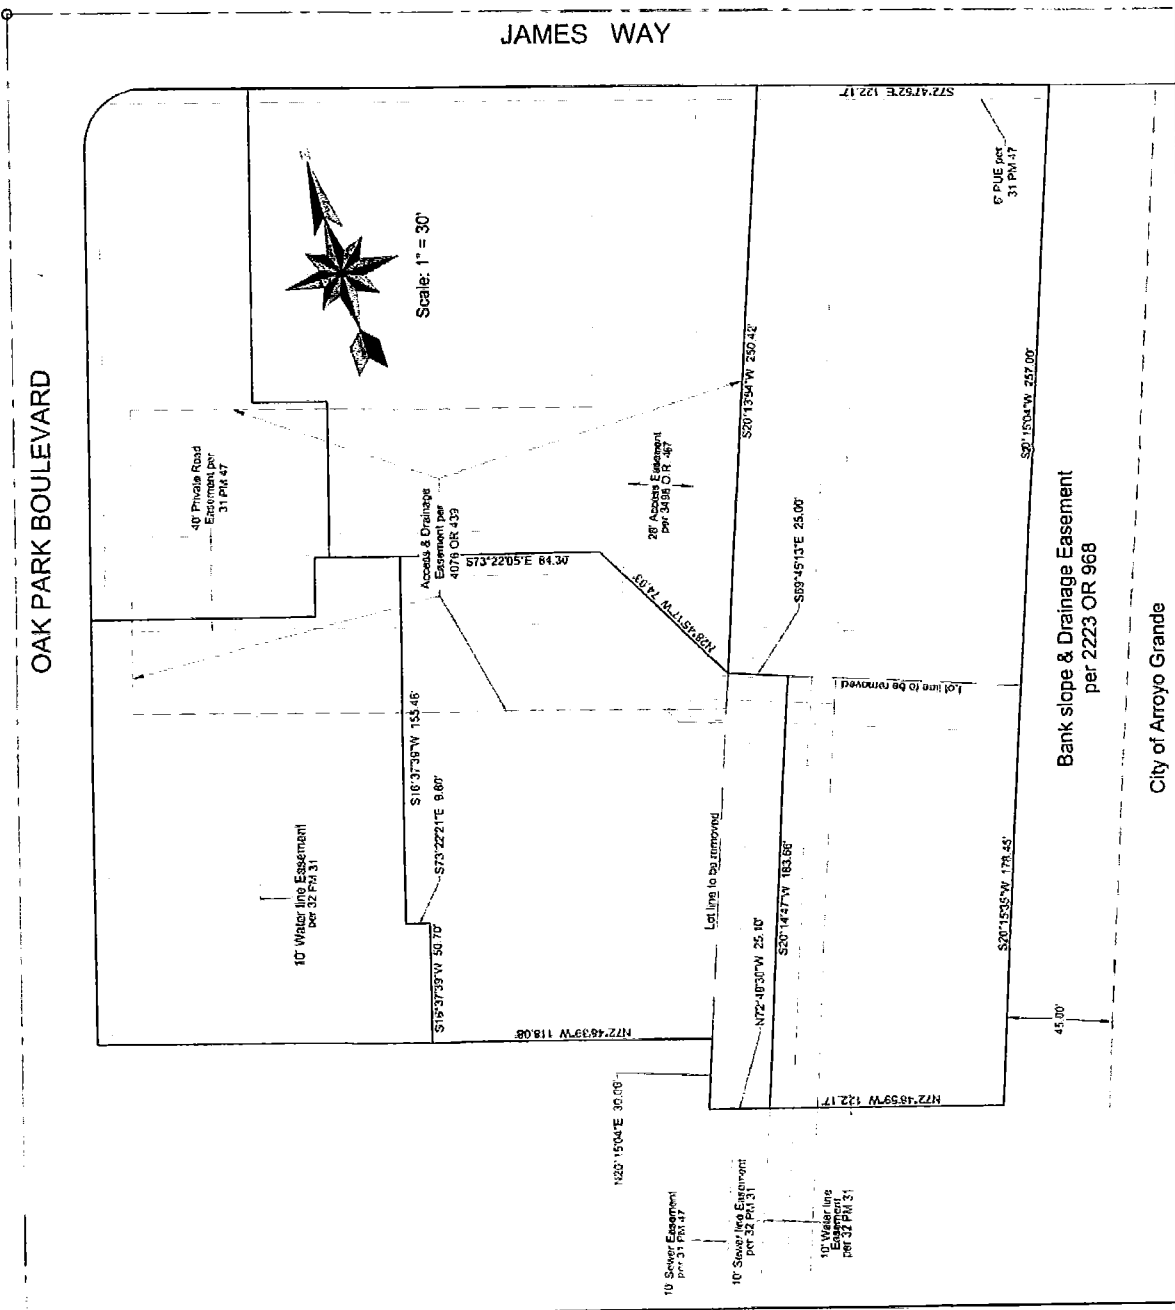 JAMES WAY
OAK PARK BOULEVARD
S72°47'52"E 122.17'
6' PUE per
31 PM 47
Scale: 1" = 30'
40' Private Road
Easement per
31 PM 47
Access & Drainage
Easement per
4076 OR 439
28' Access Easement
per 3498 O.R. 467
S20°13'54"W 250.42'
S20°15'04"W 257.00'
S73°22'05"E 84.30'
N28°45'17"W 74.03'
S69°45'13"E 25.00'
Lot line to be removed
S16°37'39"W 155.46'
S73°22'21"E 9.60'
10' Water line Easement
per 32 PM 31
S16°37'39"W 50.70'
Lot line to be removed
N72°48'30"W 25.10'
S20°14'47"W 183.66'
S20°15'35"W 178.45'
Bank slope & Drainage Easement
per 2223 OR 968
City of Arroyo Grande
45.00'
N72°46'39"W 118.08'
N72°46'59"W 122.17'
N20°15'04"E 30.00'
10' Sewer Easement
per 31 PM 47
10' Sewer line Easement
per 32 PM 31
10' Water line
Easement
per 32 PM 31